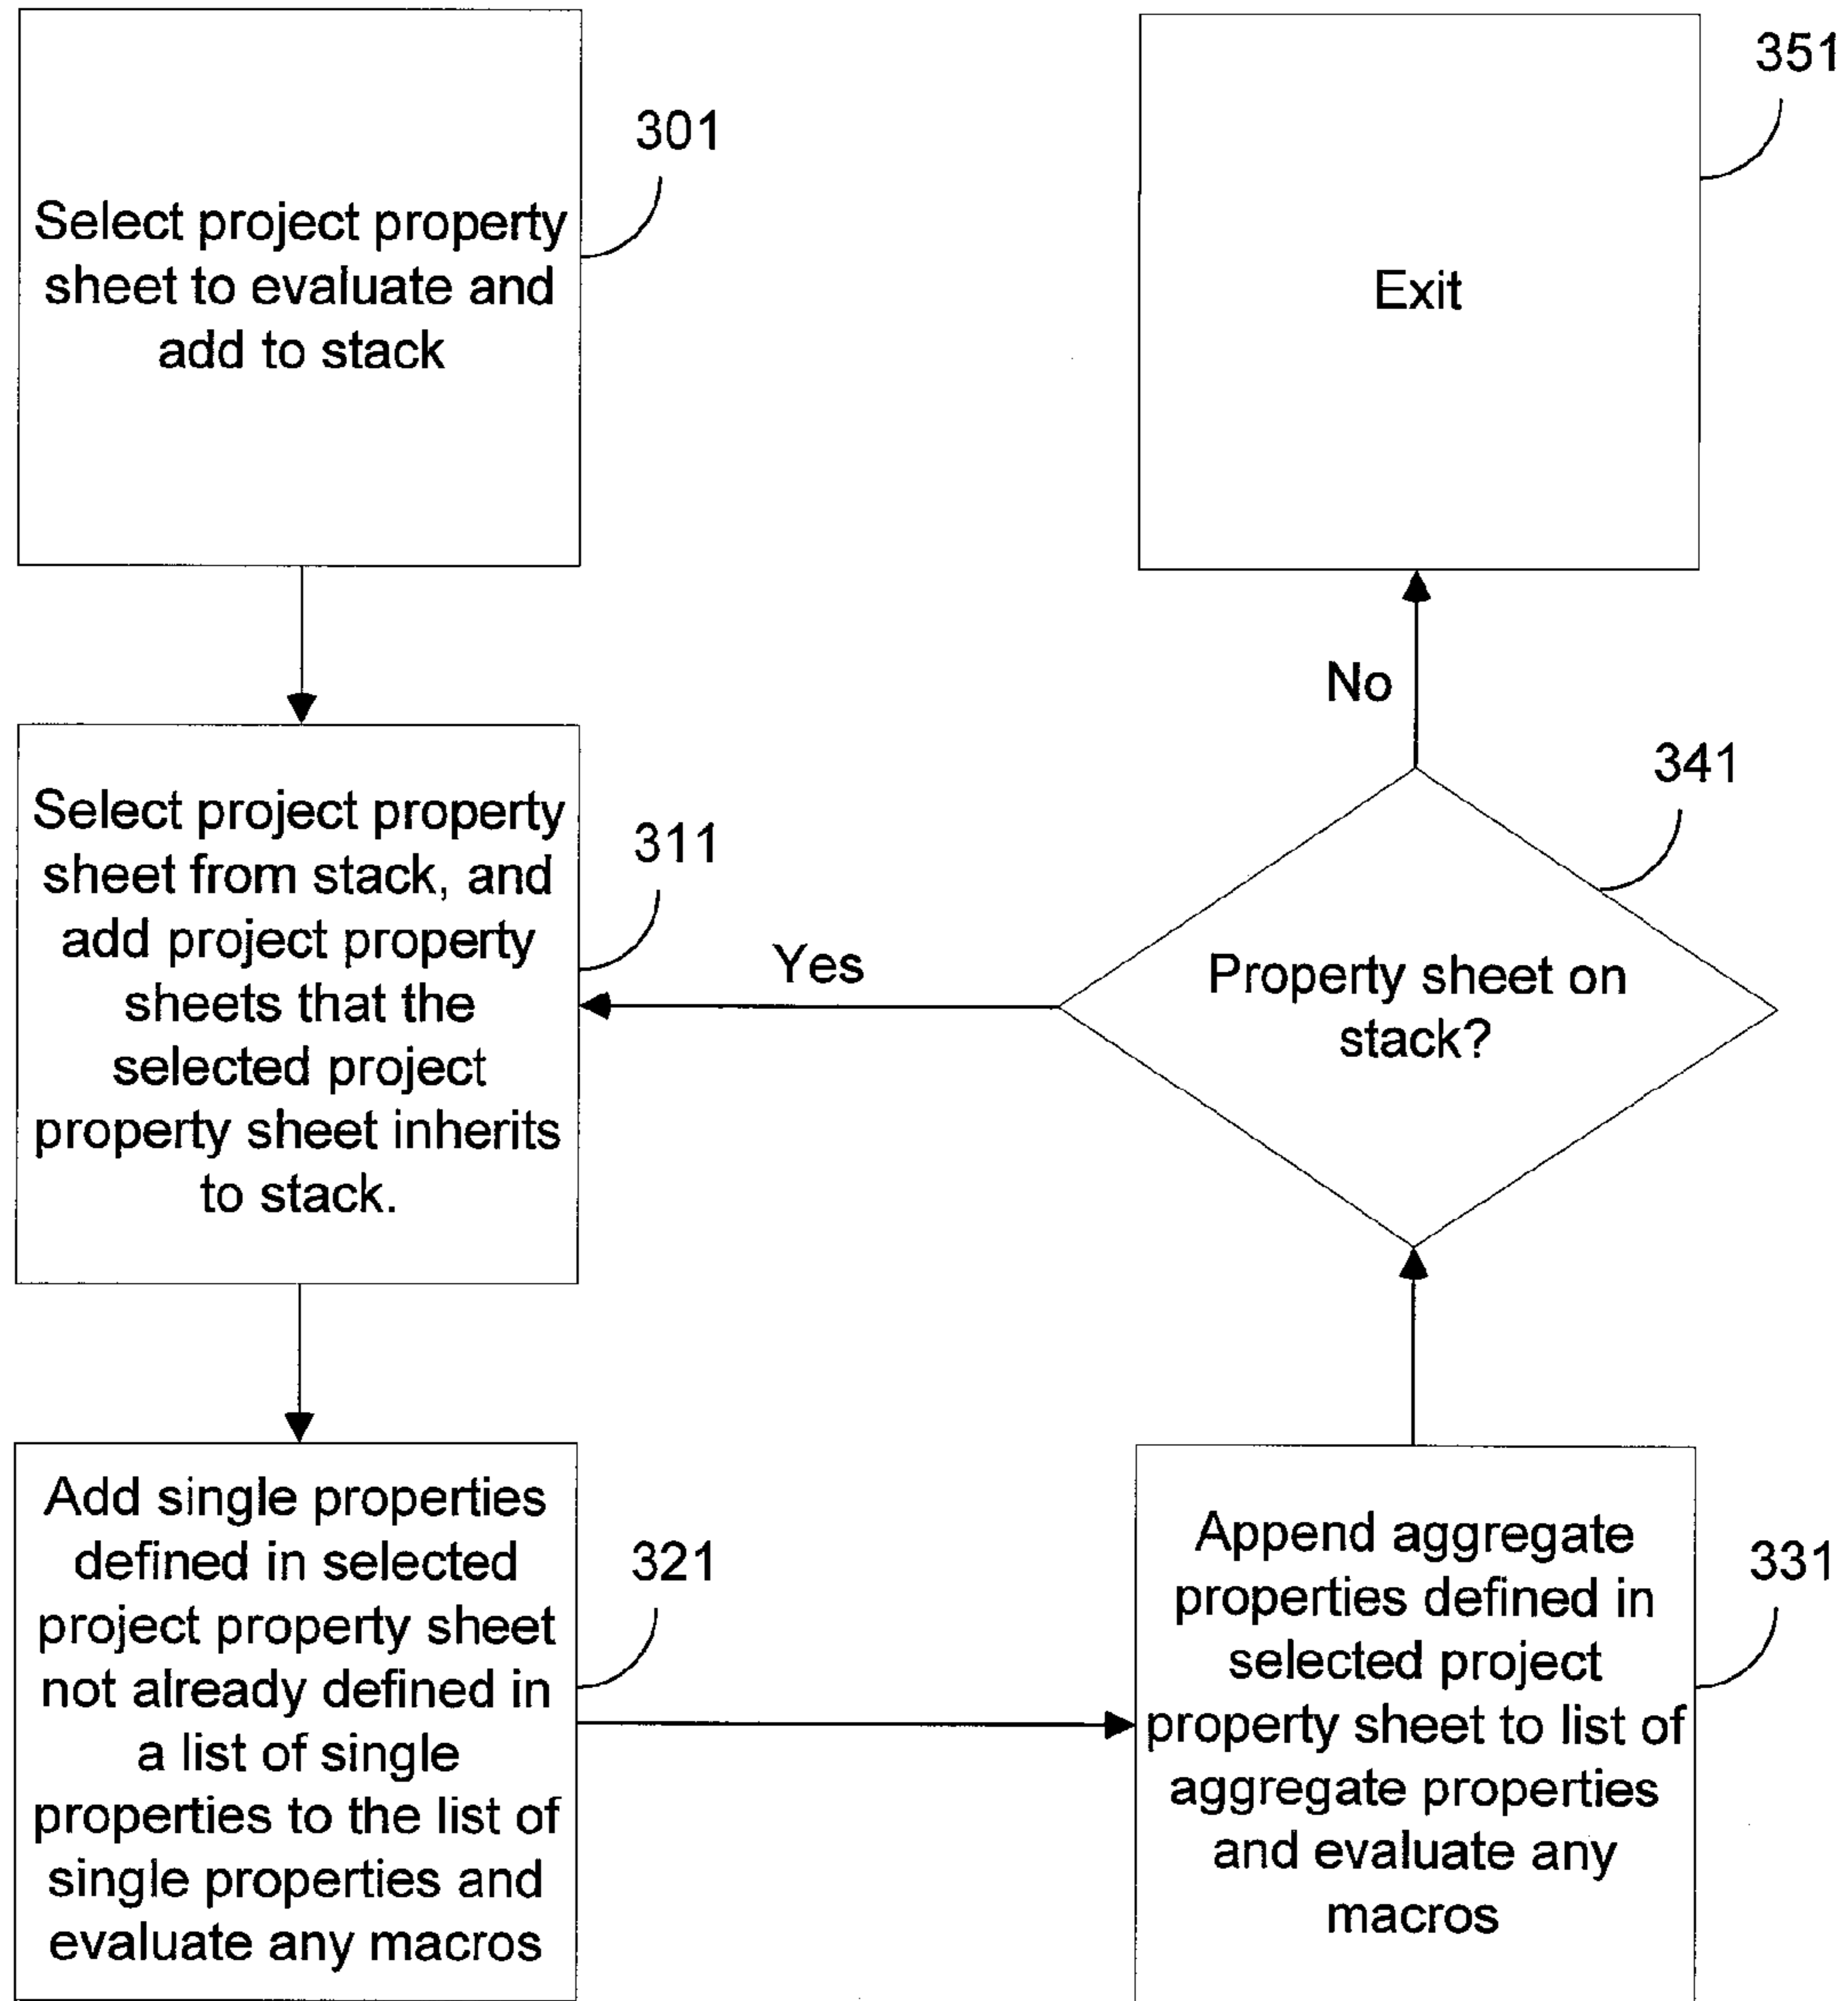 Select project property
sheet to evaluate and
add to stack
301
Select project property
sheet from stack, and
add project property
sheets that the
selected project
property sheet inherits
to stack.
311
Add single properties
defined in selected
project property sheet
not already defined in
a list of single
properties to the list of
single properties and
evaluate any macros
321
Append aggregate
properties defined in
selected project
property sheet to list of
aggregate properties
and evaluate any
macros
331
Property sheet on
stack?
341
Yes
No
Exit
351